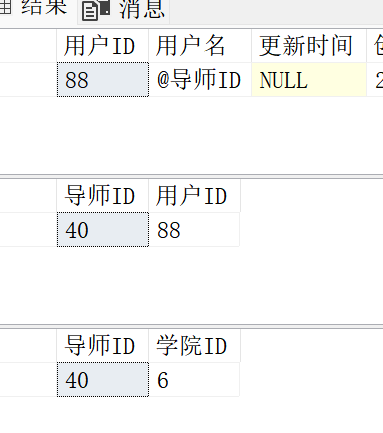 结果 消息
用户ID 用户名 更新时间
88 @导师ID NULL 2
导师ID 用户ID
40 88
导师ID 学院ID
40 6